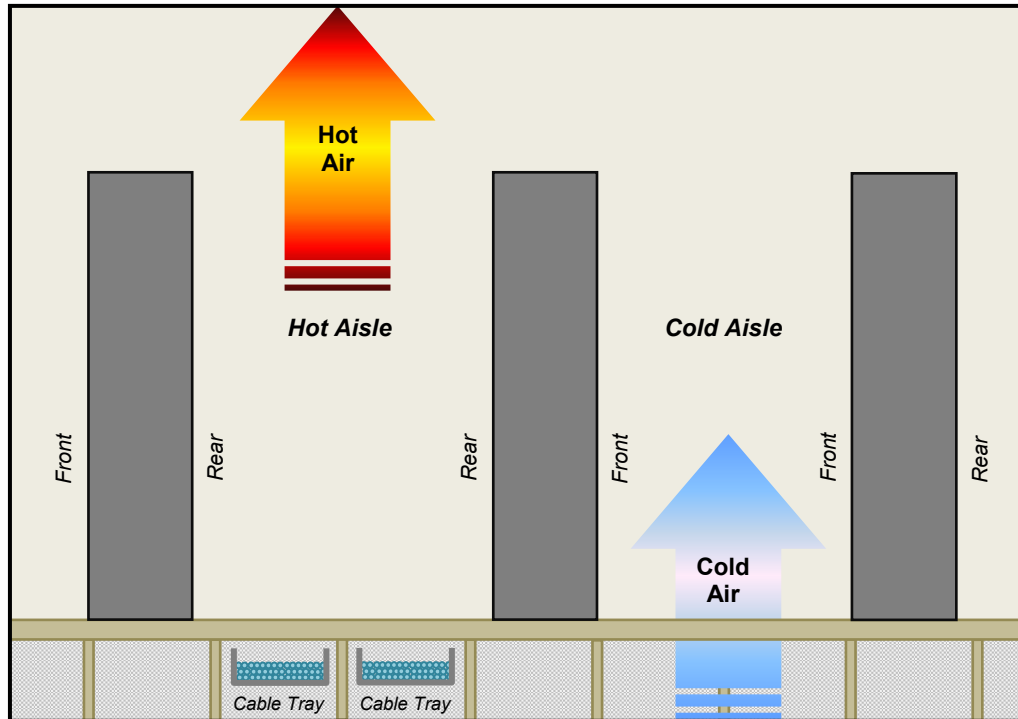 Hot
Air
Hot Aisle
Cold Aisle
Front
Rear
Rear
Front
Front
Rear
Cold
Air
Cable Tray
Cable Tray